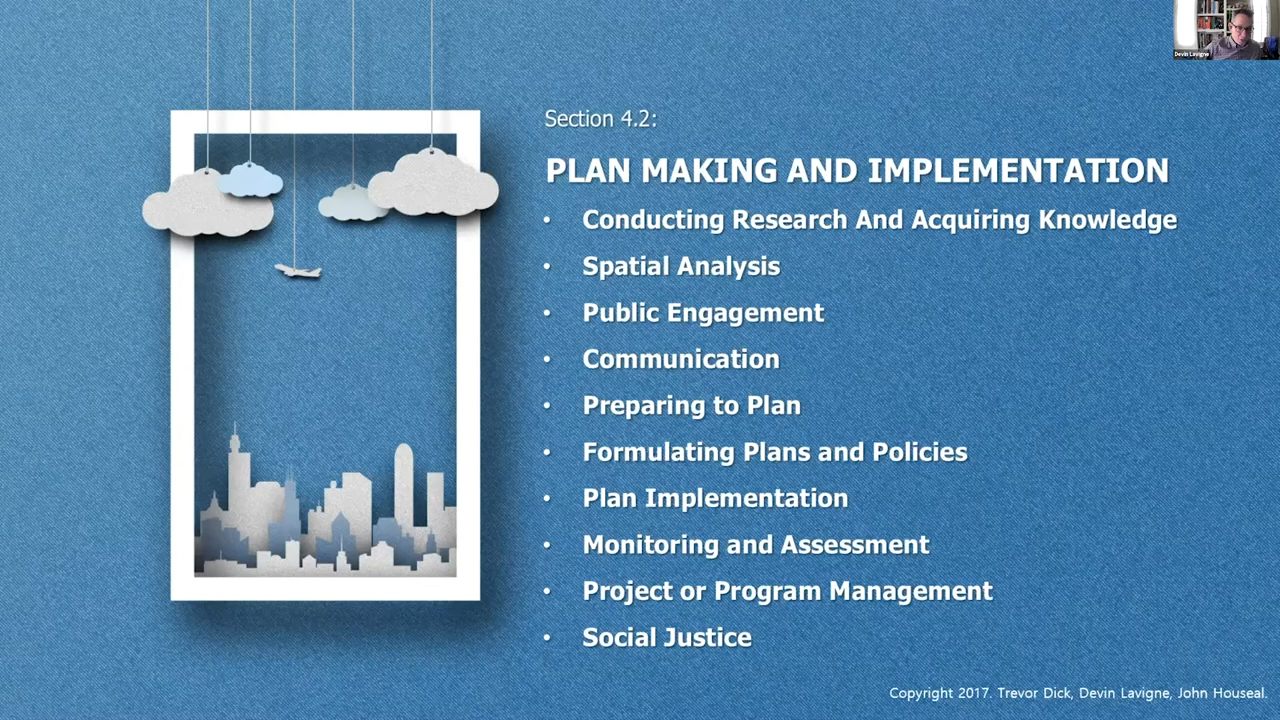 Devin Lavigne
Section 4.2:
PLAN MAKING AND IMPLEMENTATION
• Conducting Research And Acquiring Knowledge
• Spatial Analysis
• Public Engagement
• Communication
• Preparing to Plan
• Formulating Plans and Policies
• Plan Implementation
• Monitoring and Assessment
• Project or Program Management
• Social Justice
Copyright 2017. Trevor Dick, Devin Lavigne, John Houseal.